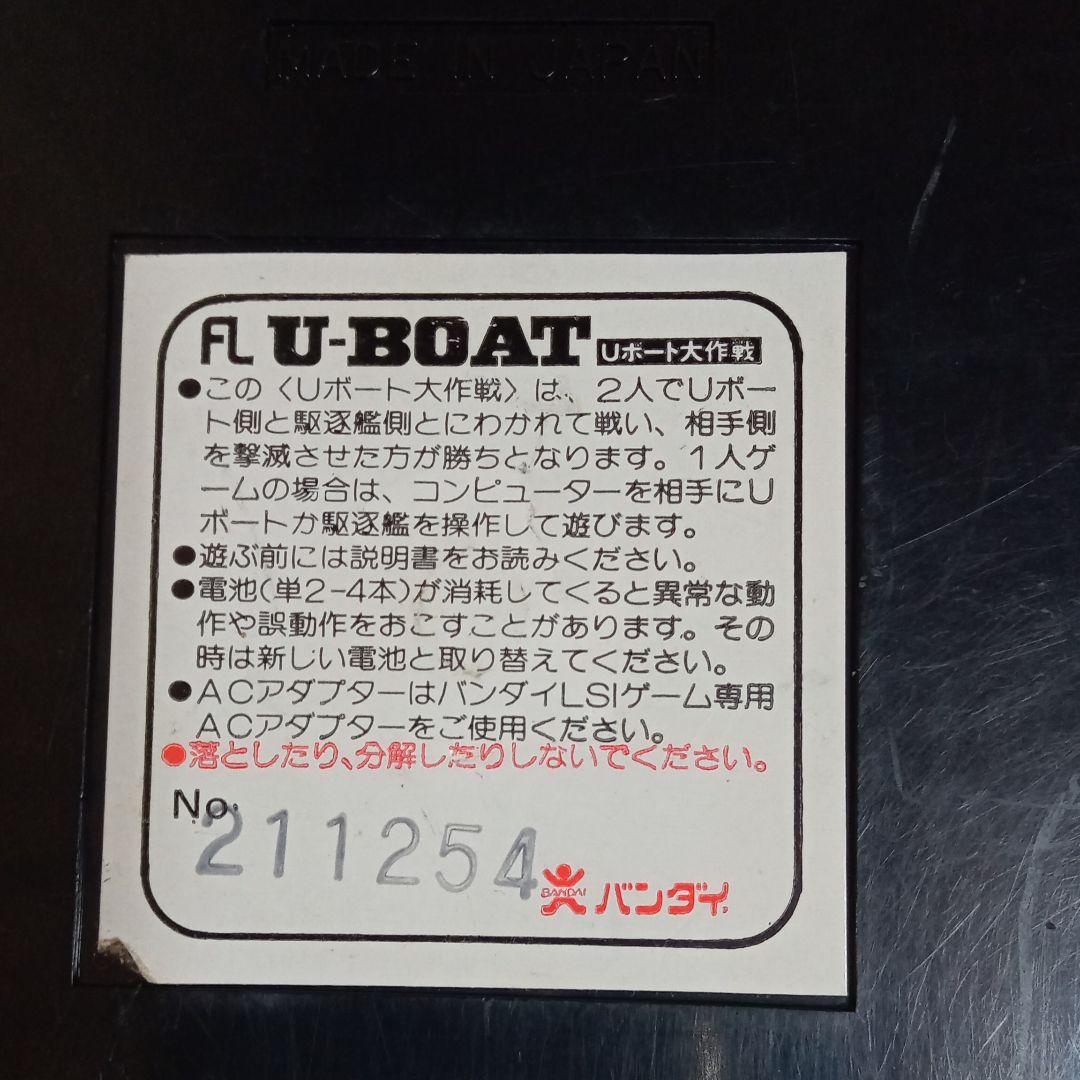 MADE IN JAPAN
FL U-BOAT Uボート大作戦
●この〈Uボート大作戦〉は、2人でUボー
ト側と駆逐艦側とにわかれて戦い、相手側
を撃滅させた方が勝ちとなります。1人ゲ
ームの場合は、コンピューターを相手にU
ボートか駆逐艦を操作して遊びます。
●遊ぶ前には説明書をお読みください。
●電池(単2-4本)が消耗してくると異常な動
作や誤動作をおこすことがあります。その
時は新しい電池と取り替えてください。
●ACアダプターはバンダイLSIゲーム専用
ACアダプターをご使用ください。
●落としたり、分解したりしないでください。
No. 211254
BANDAI バンダイ